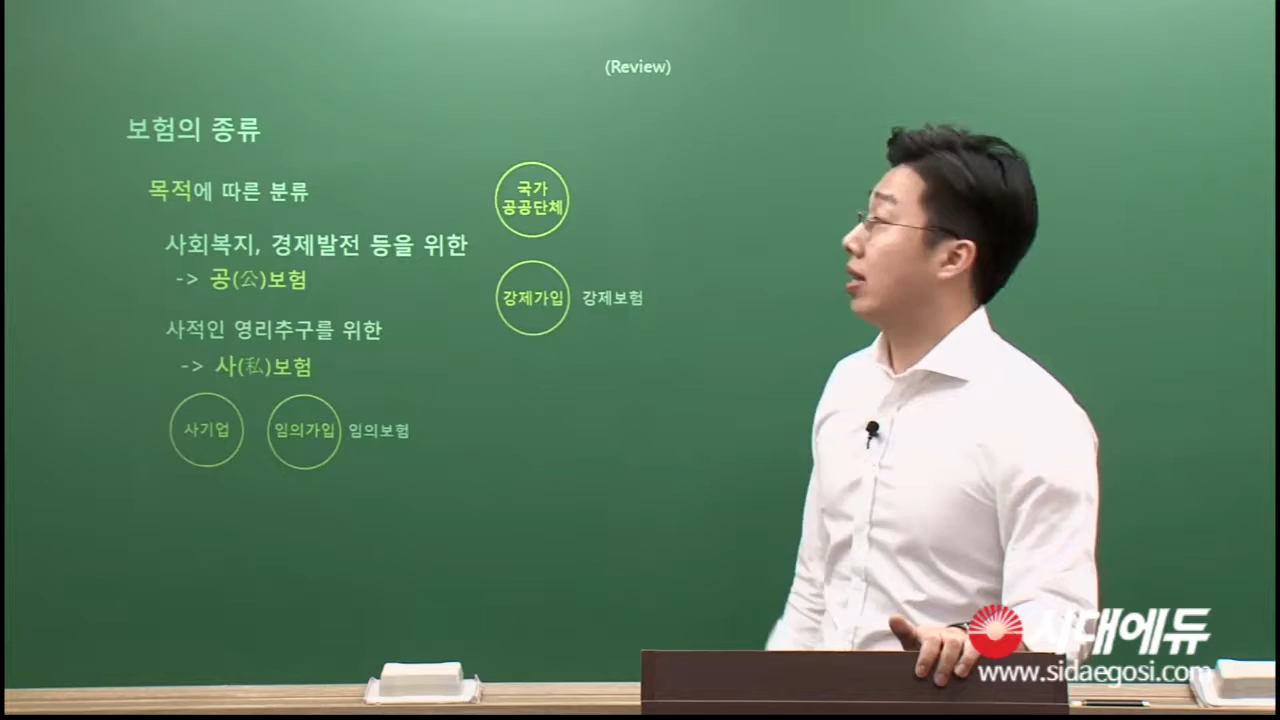 (Review)
보험의 종류
목적에 따른 분류
국가
공공단체
사회복지, 경제발전 등을 위한
-> 공(公)보험
강제가입 강제보험
사적인 영리추구를 위한
-> 사(私)보험
사기업 임의가입 임의보험
시대에듀
www.sidaegosi.com